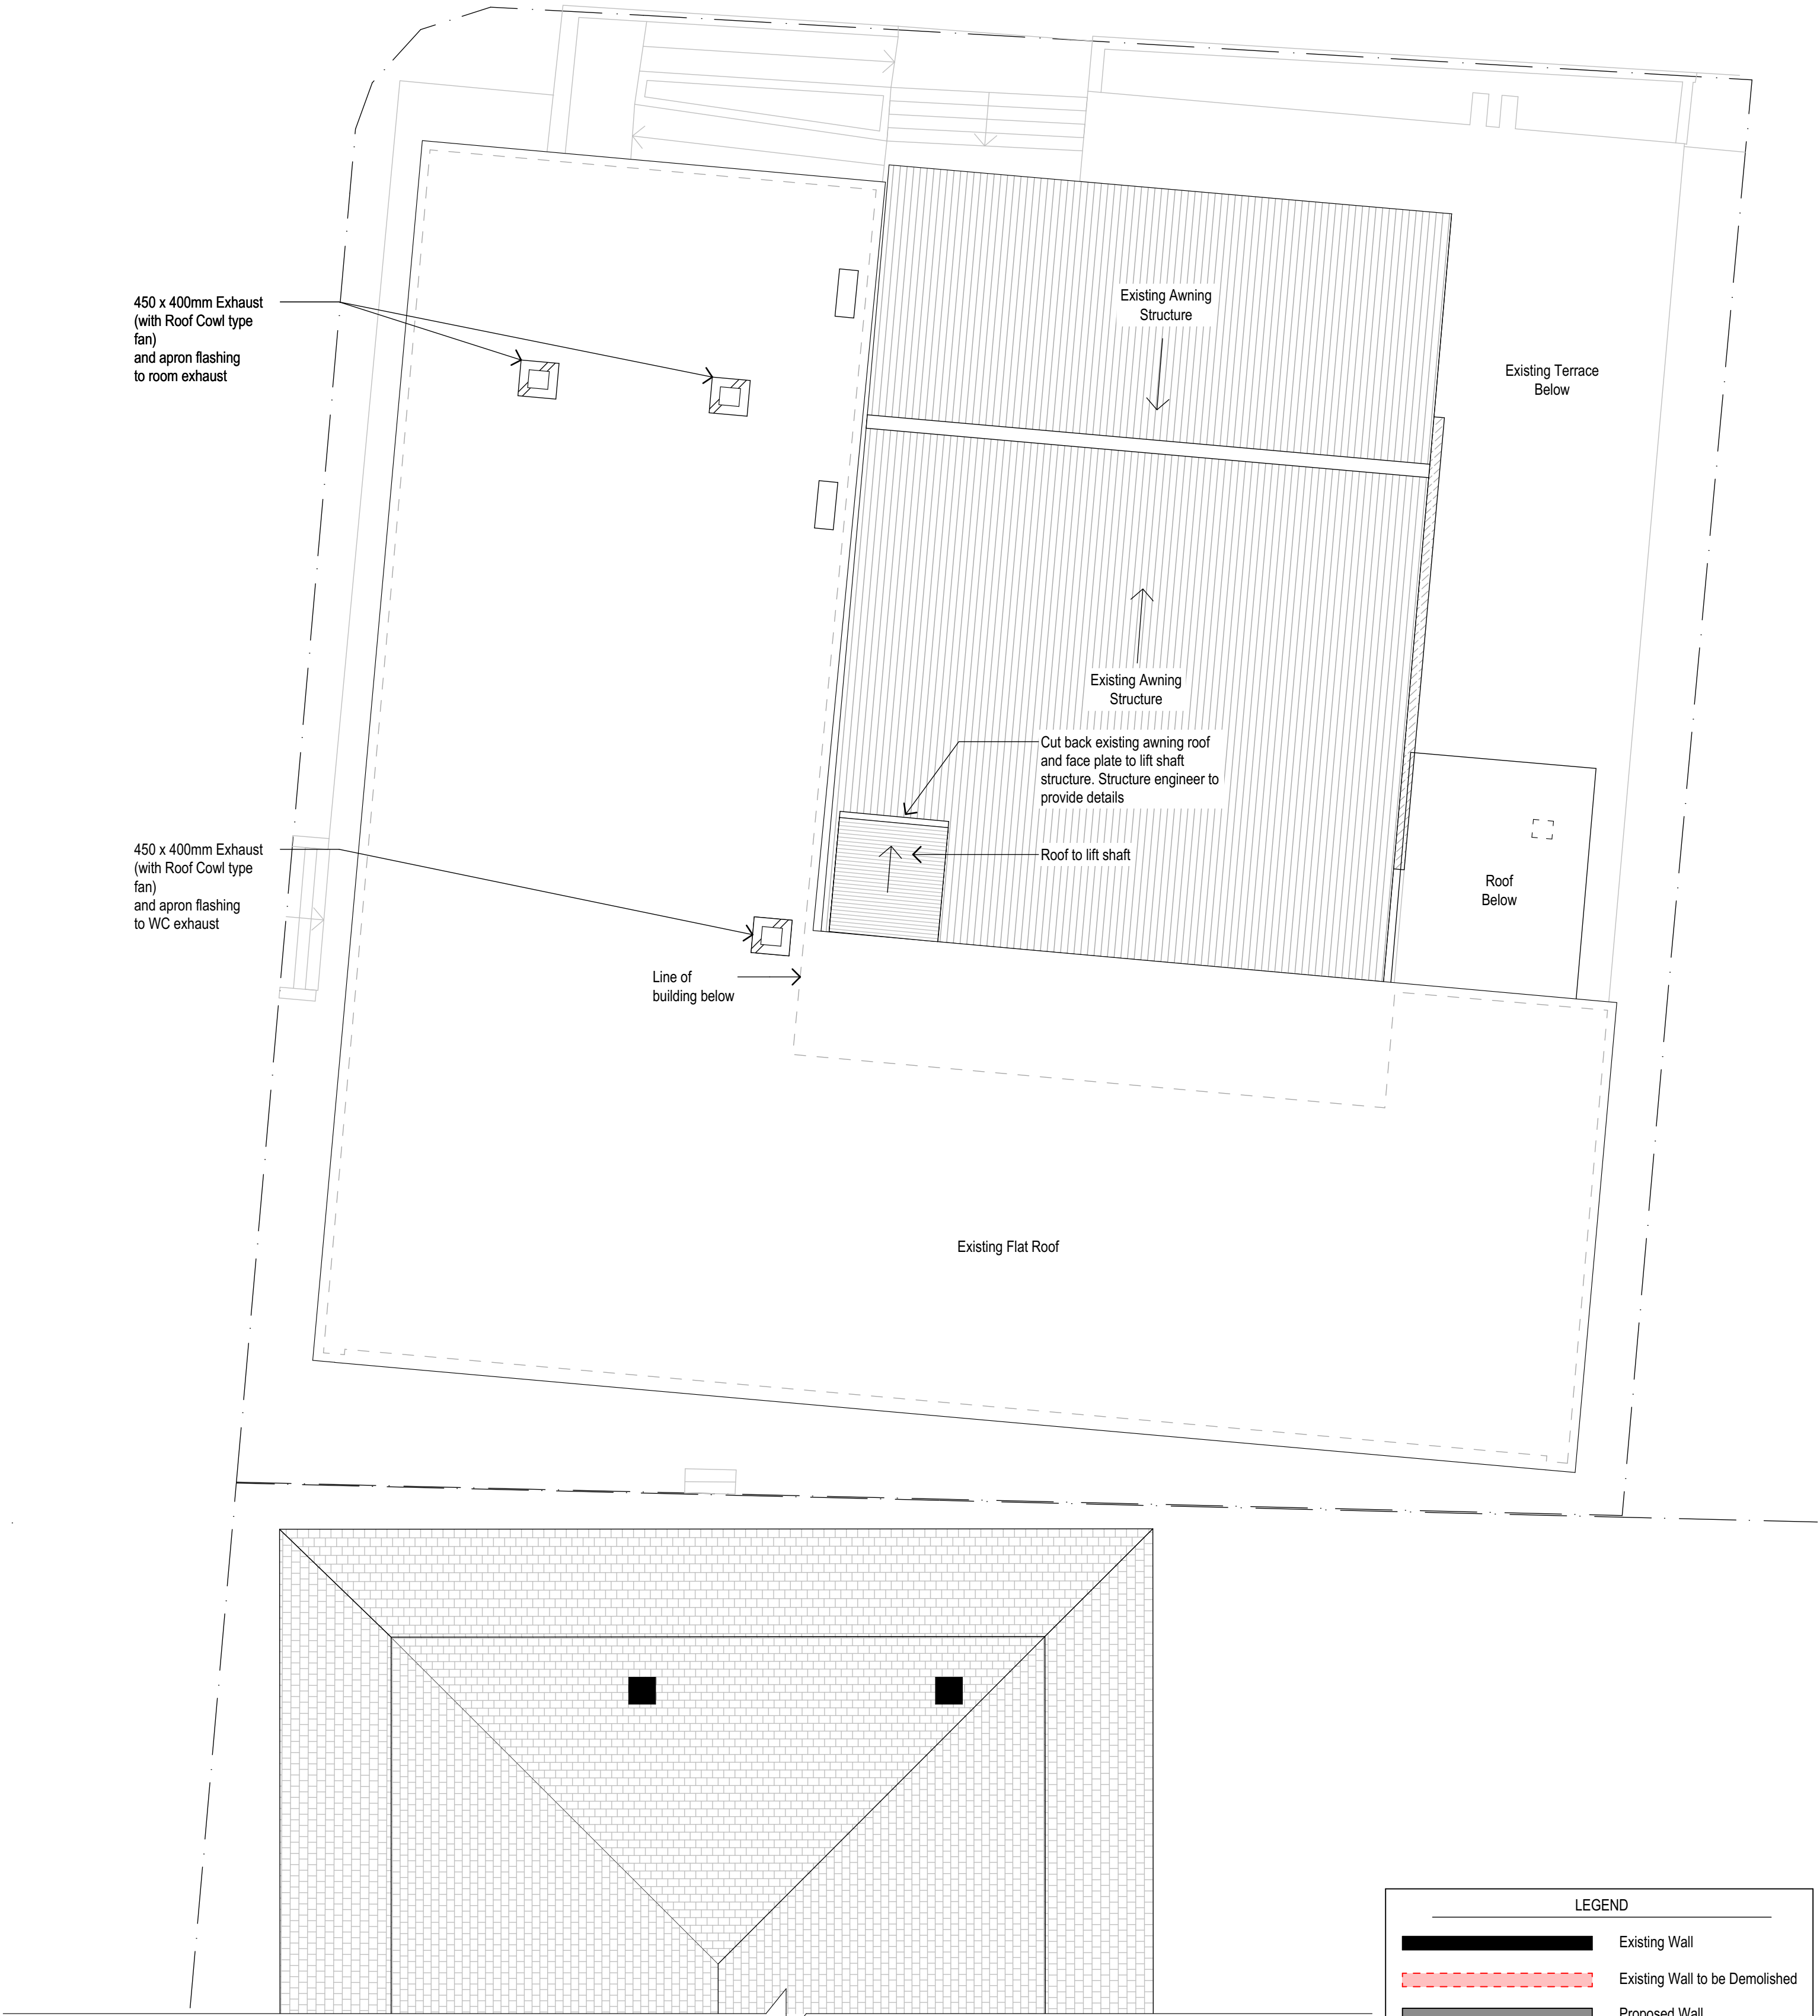 450 x 400mm Exhaust
(with Roof Cowl type
fan)
and apron flashing
to room exhaust
Existing Awning
Structure
Existing Terrace
Below
Existing Awning
Structure
Cut back existing awning roof
and face plate to lift shaft
structure. Structure engineer to
provide details
Roof to lift shaft
450 x 400mm Exhaust
(with Roof Cowl type
fan)
and apron flashing
to WC exhaust
Roof
Below
Line of
building below
Existing Flat Roof
LEGEND
Existing Wall
Existing Wall to be Demolished
Proposed Wall